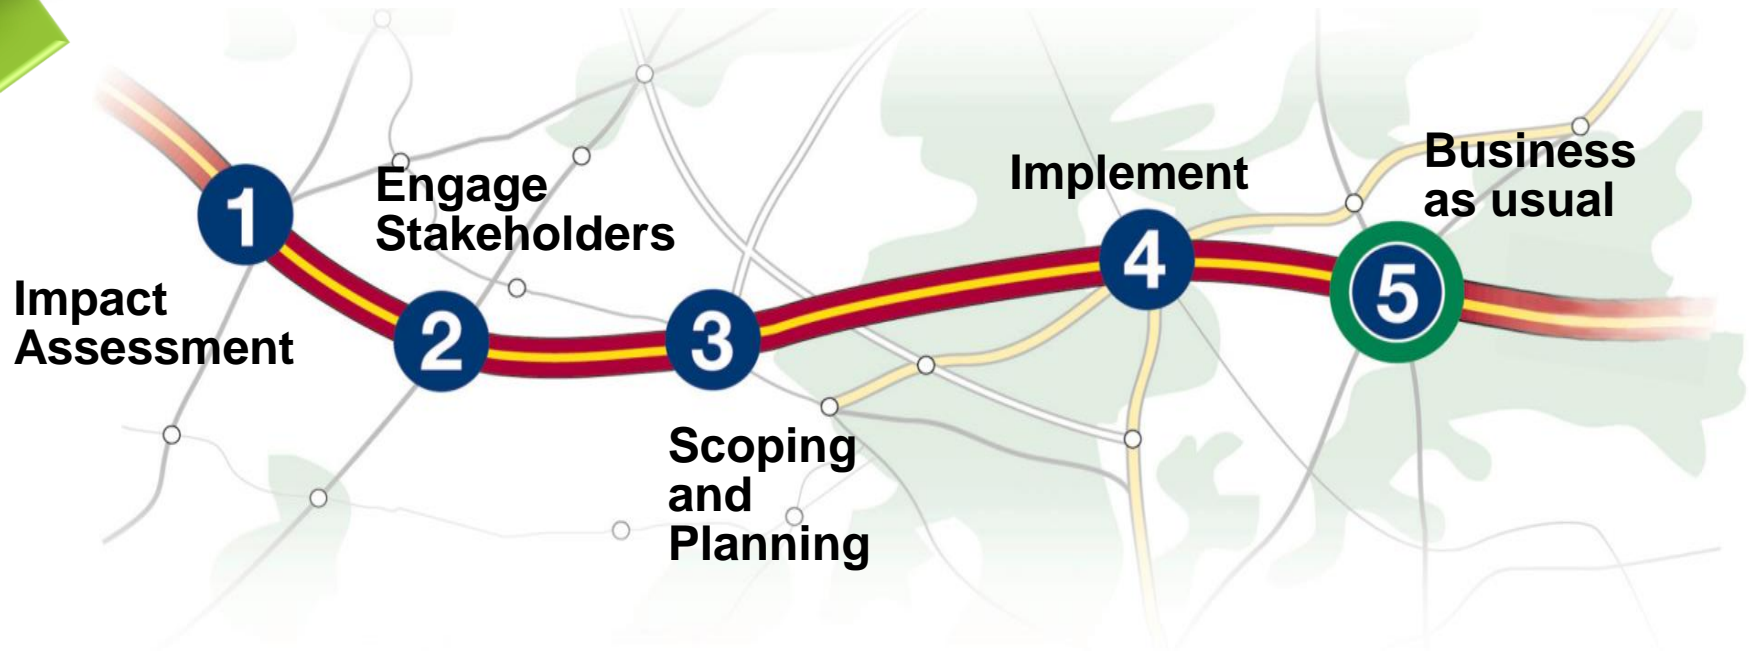 1
Impact
Assessment
2
Engage
Stakeholders
3
Scoping
and
Planning
4
Implement
5
Business
as usual